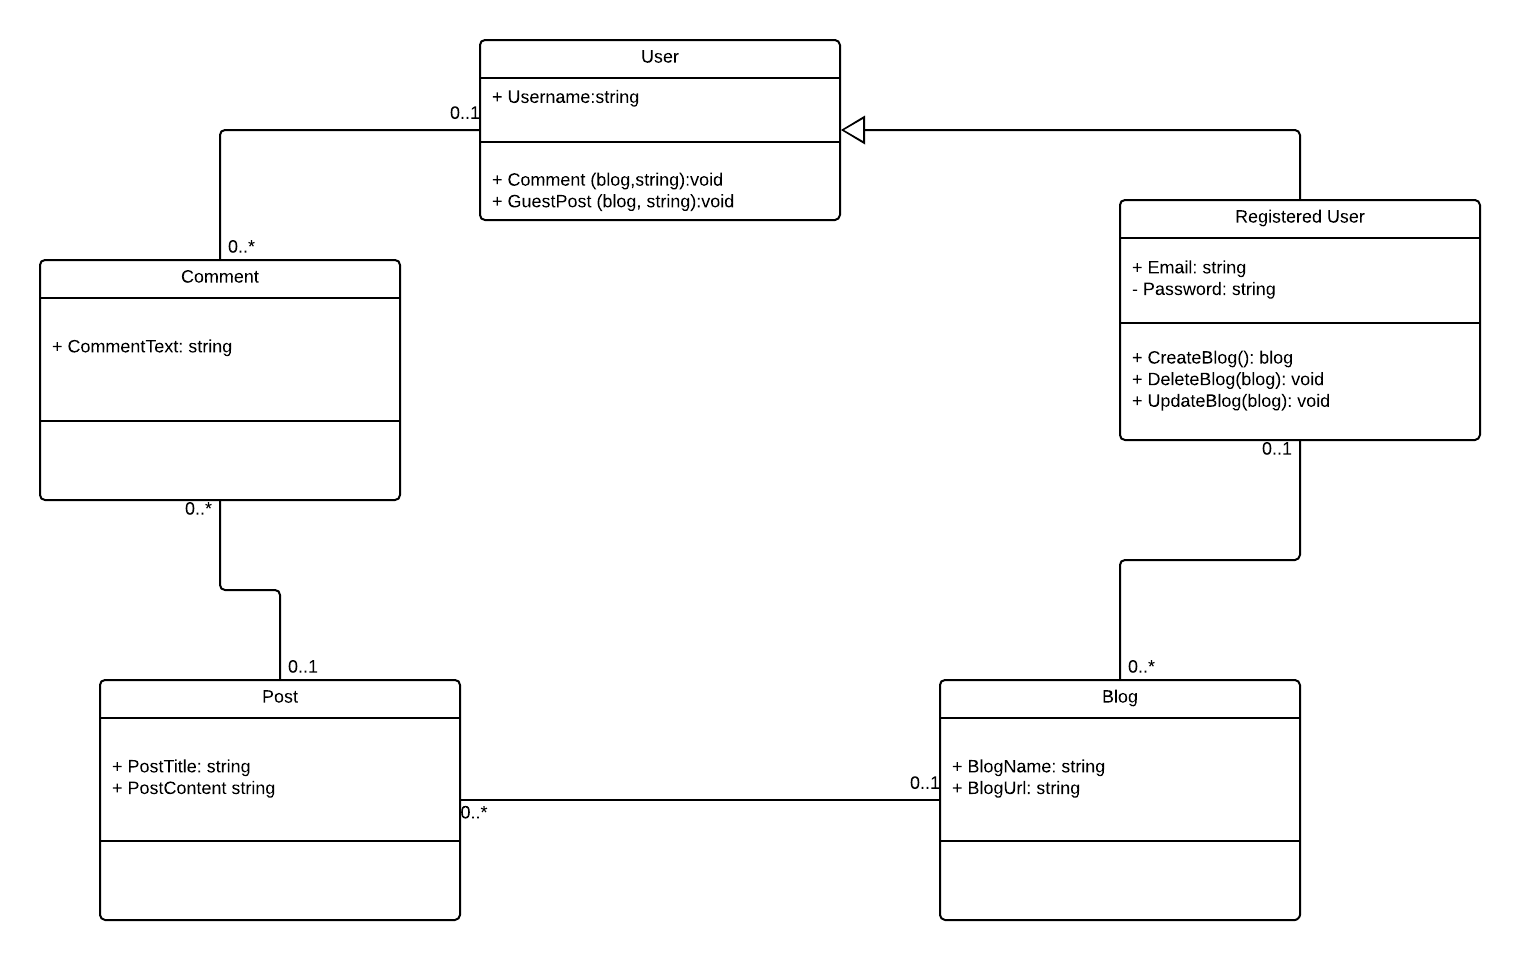 User
+ Username:string
0..1
+ Comment (blog,string):void
+ GuestPost (blog, string):void
Registered User
+ Email: string
- Password: string
+ CreateBlog(): blog
+ DeleteBlog(blog): void
+ UpdateBlog(blog): void
0..1
0..*
Comment
+ CommentText: string
0..*
0..1
Post
+ PostTitle: string
+ PostContent string
0..*
0..1
0..*
Blog
+ BlogName: string
+ BlogUrl: string